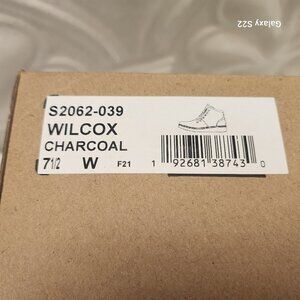 Galaxy S22
S2062-039
WILCOX
CHARCOAL
7 1/2 W F21 1 92681 38743 0